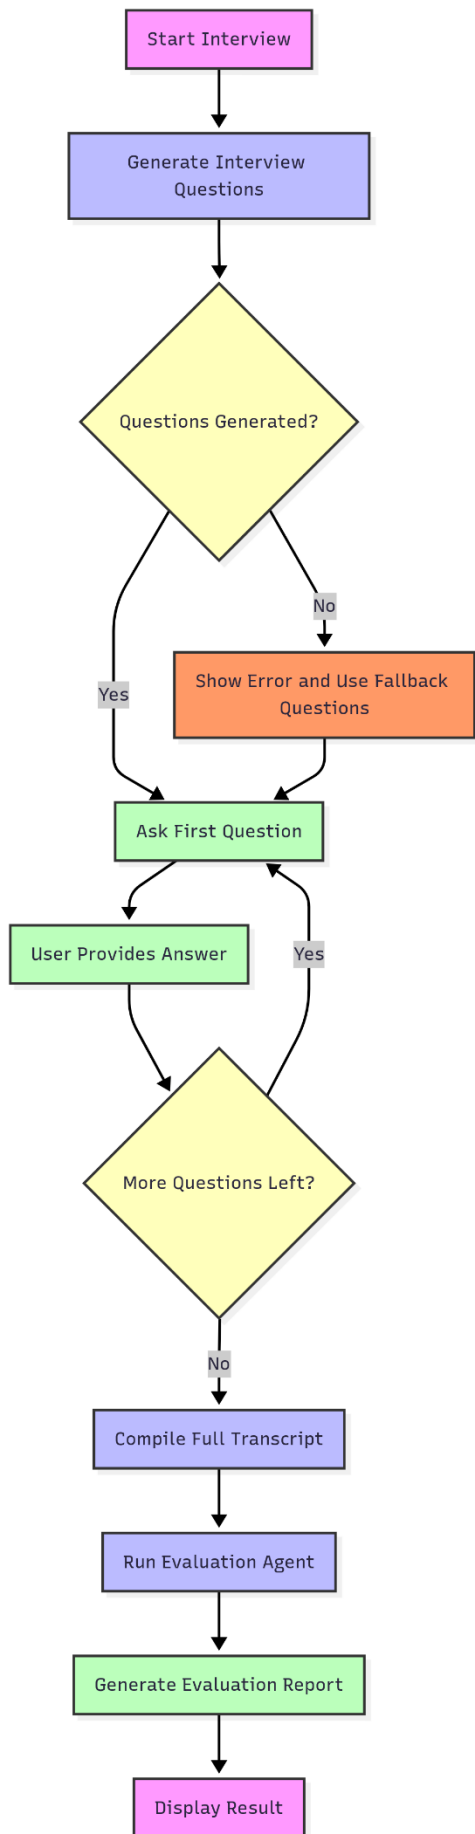 Start Interview
Generate Interview
Questions
Questions Generated?
No
Show Error and Use Fallback
Questions
Yes
Ask First Question
User Provides Answer
Yes
More Questions Left?
No
Compile Full Transcript
Run Evaluation Agent
Generate Evaluation Report
Display Result